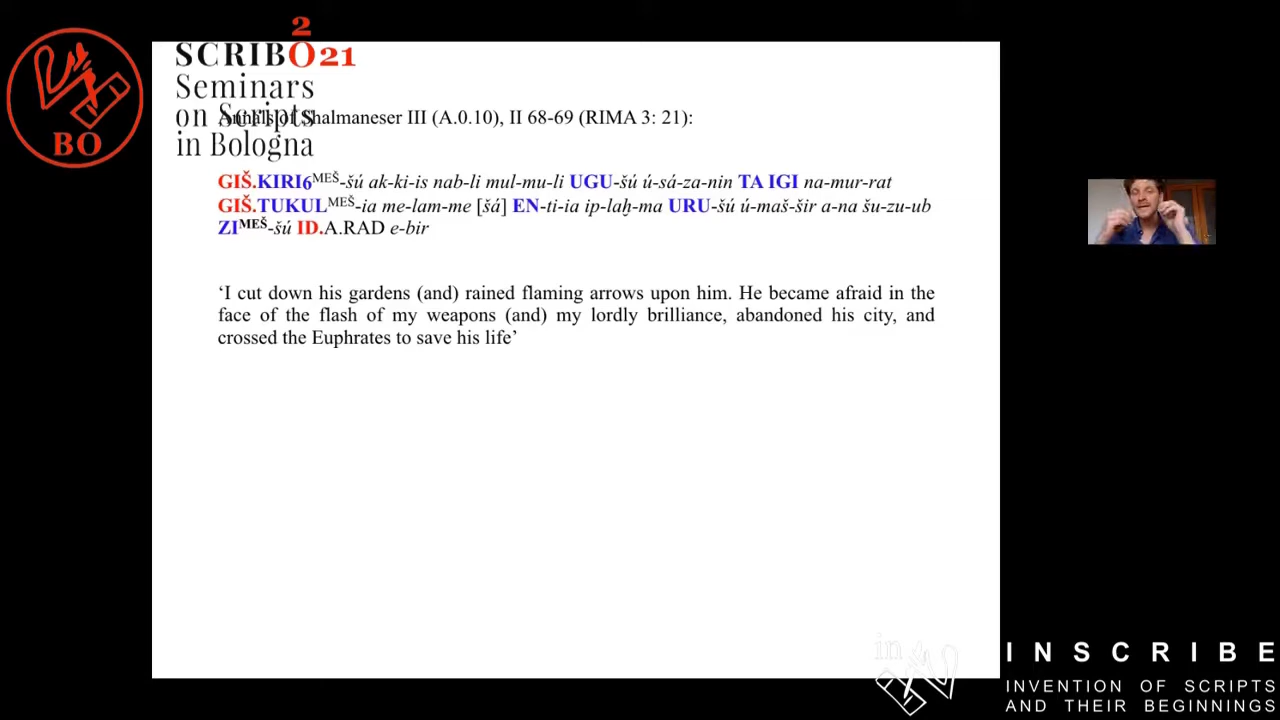 2
SCRIBO21
Seminars
on Scripts
in Bologna
BO
Annals of Shalmaneser III (A.0.10), II 68-69 (RIMA 3: 21):
GIŠ.KIRI6MEŠ-šú ak-ki-is nab-li mul-mu-li UGU-šú ú-sá-za-nin TA IGI na-mur-rat
GIŠ.TUKULMEŠ-ia me-lam-me [šá] EN-ti-ia ip-laḫ-ma URU-šú ú-maš-šir a-na šu-zu-ub
ZIMEŠ-šú ID.A.RAD e-bir
‘I cut down his gardens (and) rained flaming arrows upon him. He became afraid in the
face of the flash of my weapons (and) my lordly brilliance, abandoned his city, and
crossed the Euphrates to save his life’
in
INSCRIBE
INVENTION OF SCRIPTS
AND THEIR BEGINNINGS